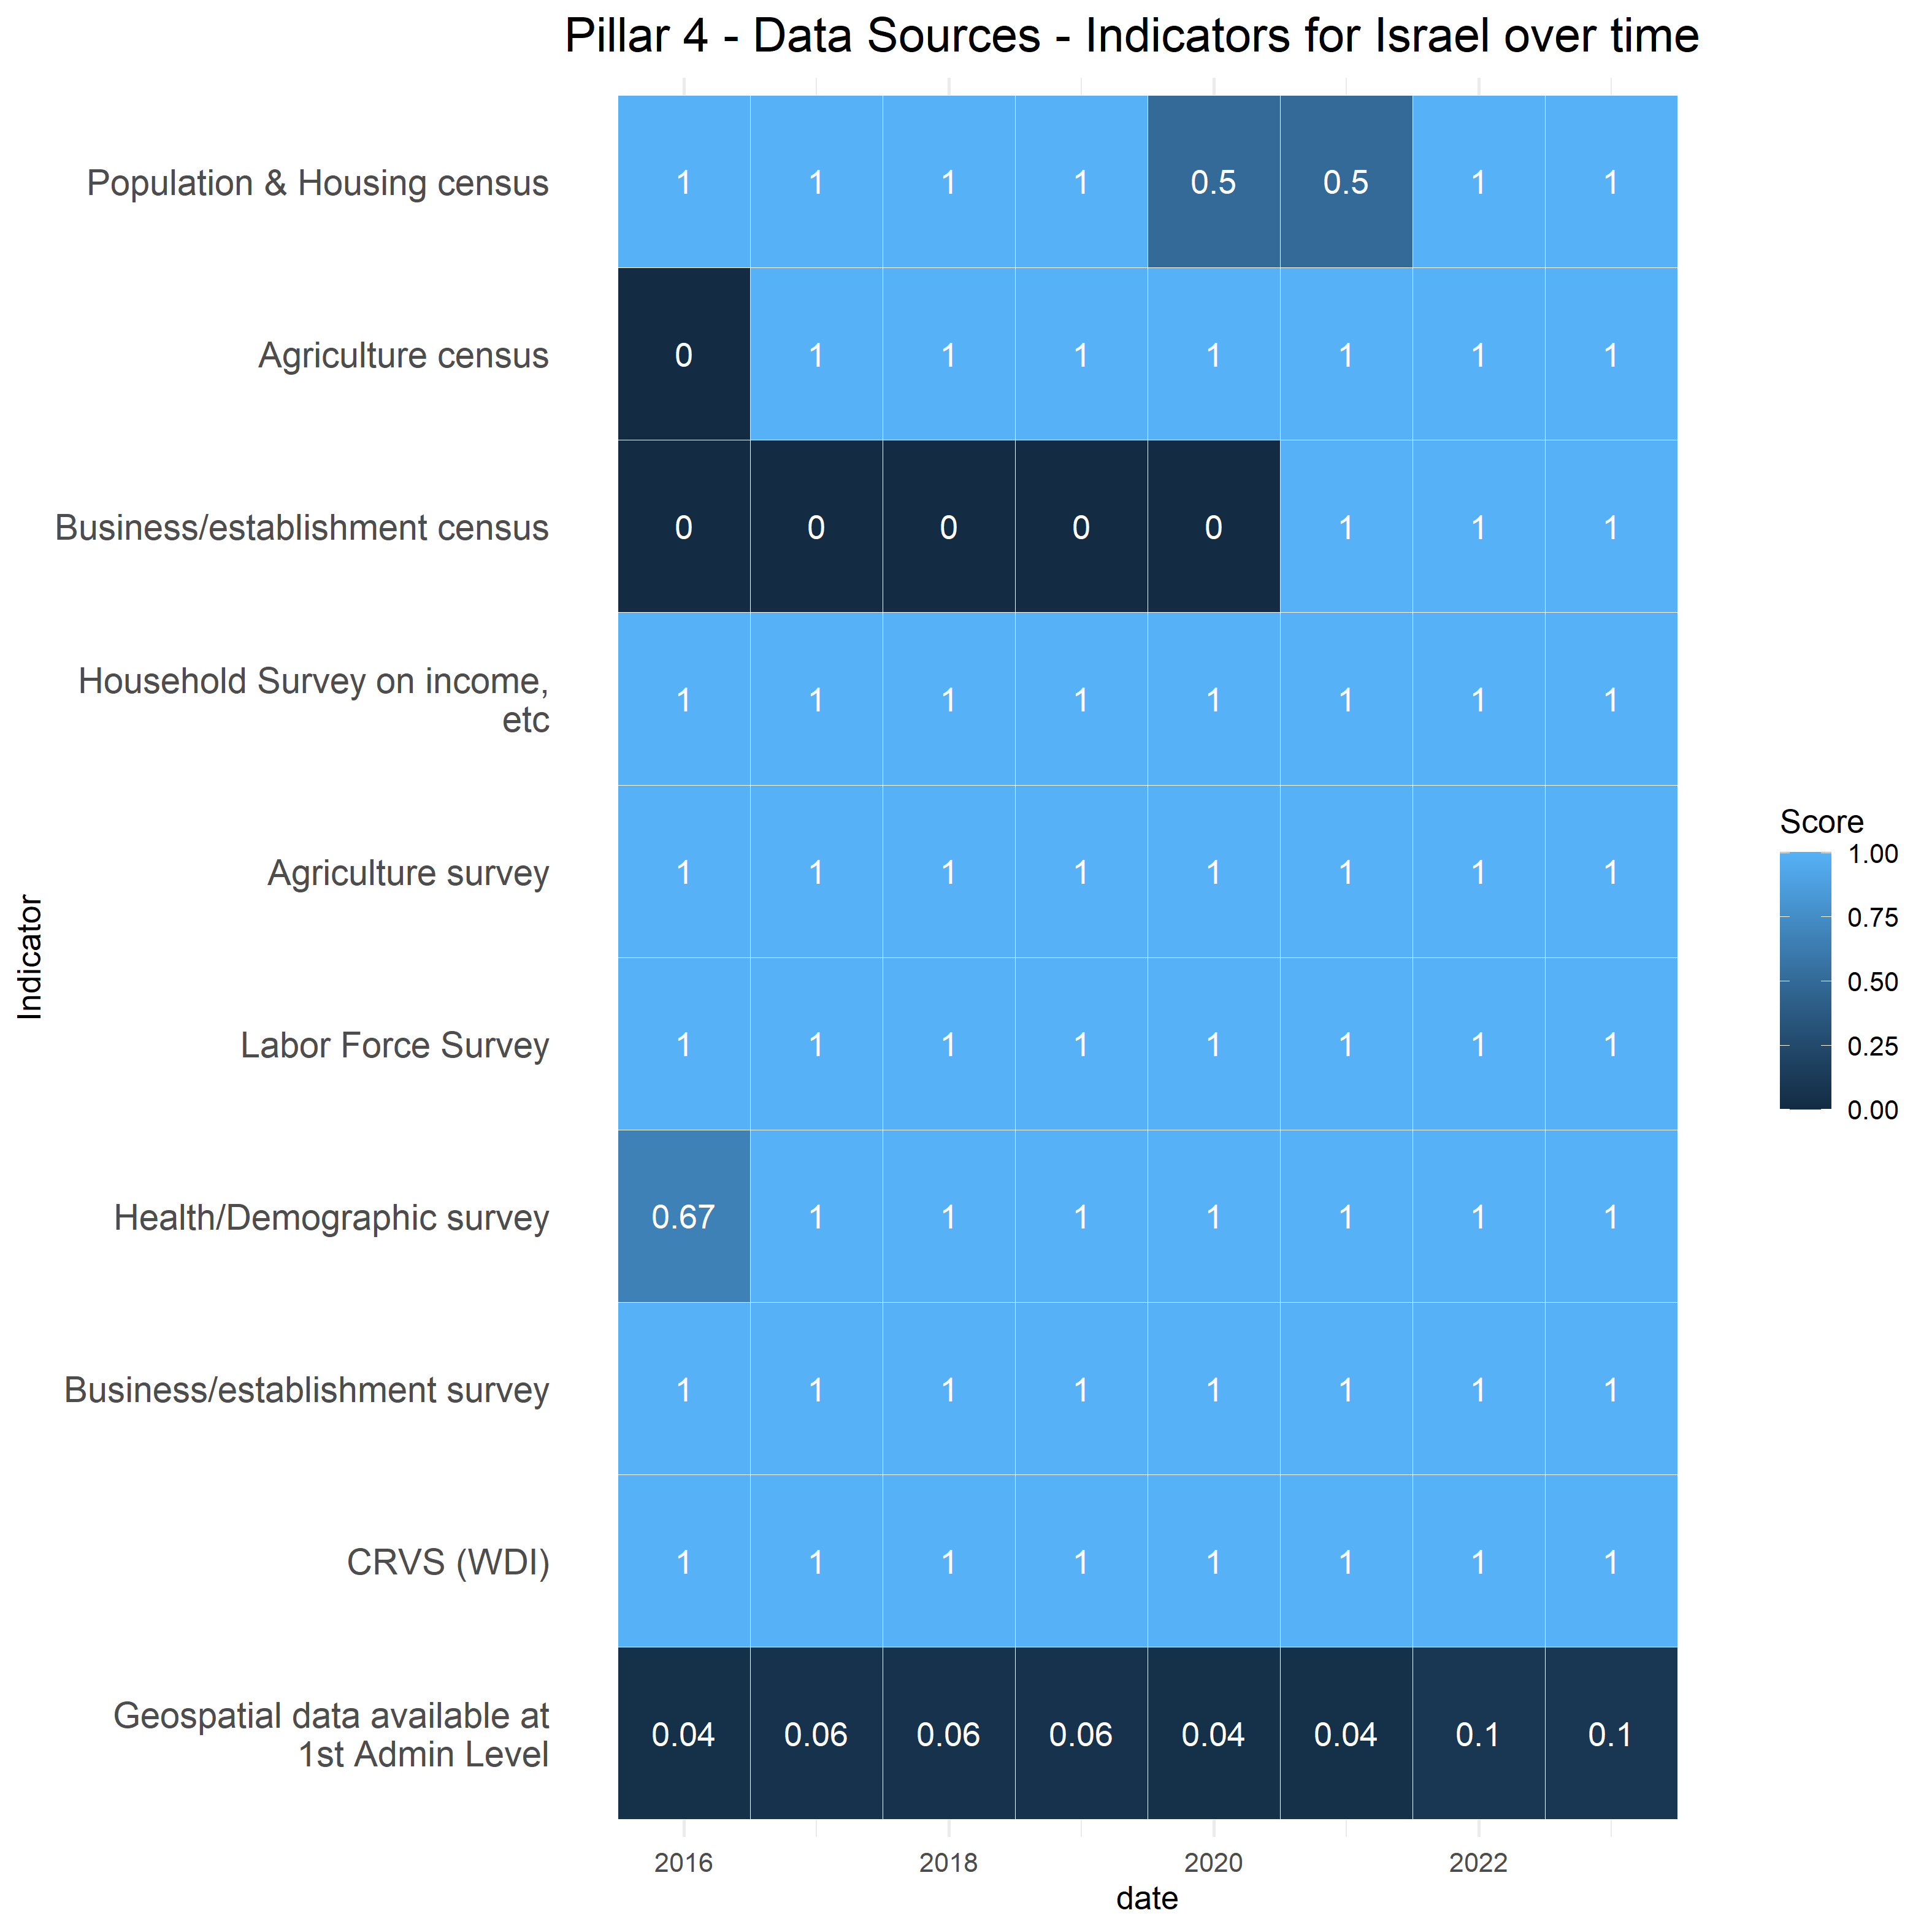 Pillar 4 - Data Sources - Indicators for Israel over time
Population & Housing census
1 1 1 1 0.5 0.5 1 1
Agriculture census
0 1 1 1 1 1 1 1
Business/establishment census
0 0 0 0 0 1 1 1
Household Survey on income,
etc
1 1 1 1 1 1 1 1
Agriculture survey
1 1 1 1 1 1 1 1
Labor Force Survey
1 1 1 1 1 1 1 1
Health/Demographic survey
0.67 1 1 1 1 1 1 1
Business/establishment survey
1 1 1 1 1 1 1 1
CRVS (WDI)
1 1 1 1 1 1 1 1
Geospatial data available at
1st Admin Level
0.04 0.06 0.06 0.06 0.04 0.04 0.1 0.1
2016 2018 2020 2022
date
Indicator
Score
1.00
0.75
0.50
0.25
0.00